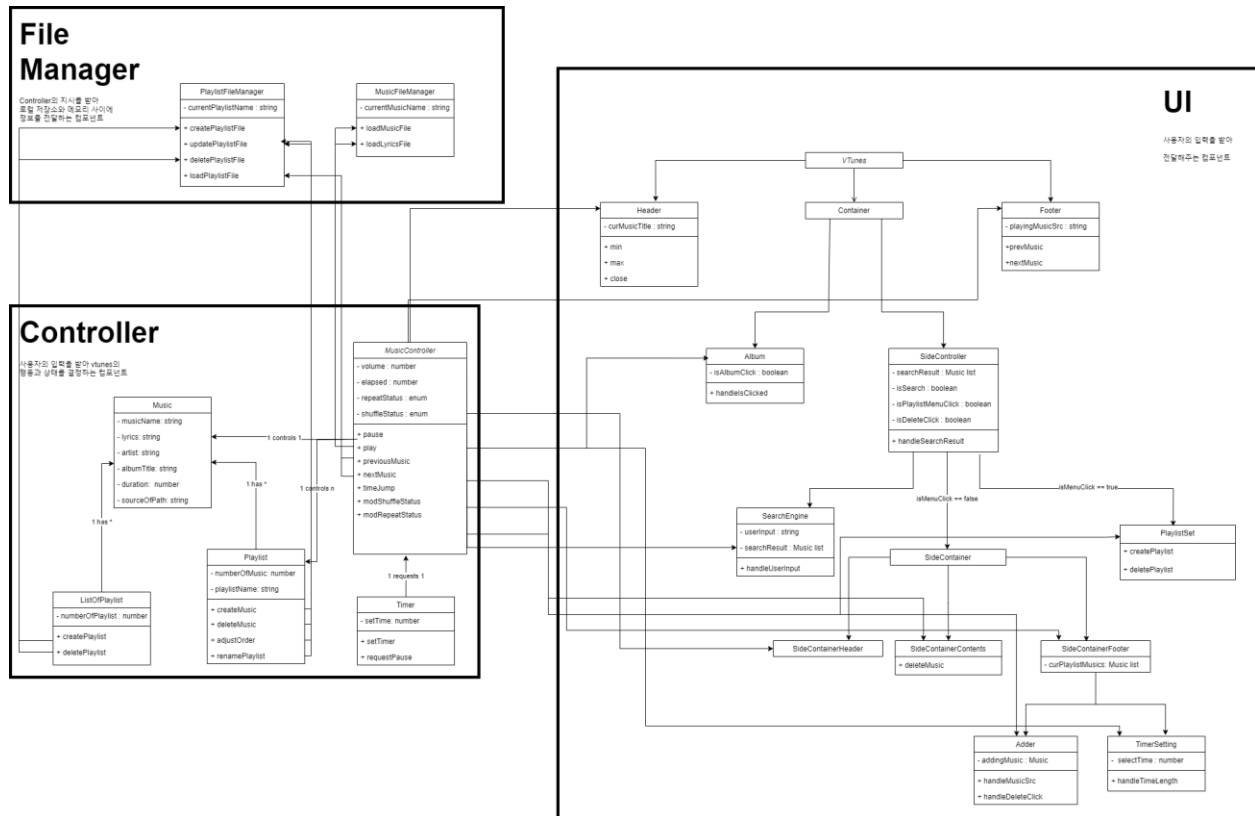 File
Manager
Controller의 지시를 받아
로컬 저장소와 메모리 사이에
정보를 전달하는 컴포넌트
PlaylistFileManager
- currentPlaylistName : string
+ createPlaylistFile
+ updatePlaylistFile
+ deletePlaylistFile
+ loadPlaylistFile
MusicFileManager
- currentMusicName : string
+ loadMusicFile
+ loadLyricsFile
UI
사용자의 입력을 받아
전달해주는 컴포넌트
VTunes
Header
- curMusicTitle : string
+ min
+ max
+ close
Container
Footer
- playingMusicSrc : string
+prevMusic
+nextMusic
Controller
사용자의 입력를 받아 vtunes의
행동과 상태를 결정하는 컴포넌트
Music
- musicName: string
- lyrics: string
- artist: string
- albumTitle: string
- duration: number
- sourceOfPath: string
MusicController
- volume : number
- elapsed : number
- repeatStatus : enum
- shuffleStatus : enum
+ pause
+ play
+ previousMusic
+ nextMusic
+ timeJump
+ modShuffleStatus
+ modRepeatStatus
1 controls 1
1 controls n
1 has *
1 has *
1 requests 1
ListOfPlaylist
- numberOfPlaylist : number
+ createPlaylist
+ deletePlaylist
Playlist
- numberOfMusic: number
- playlistName: string
+ createMusic
+ deleteMusic
+ adjustOrder
+ renamePlaylist
Timer
- setTime: number
+ setTimer
+ requestPause
Album
- isAlbumClick : boolean
+ handleIsClicked
SideController
- searchResult : Music list
- isSearch : boolean
- isPlaylistMenuClick : boolean
- isDeleteClick : boolean
+ handleSearchResult
isMenuClick == false
isMenuClick == true
SearchEngine
- userInput : string
- searchResult : Music list
+ handleUserInput
PlaylistSet
+ createPlaylist
+ deletePlaylist
SideContainer
SideContainerHeader
SideContainerContents
+ deleteMusic
SideContainerFooter
- curPlaylistMusics: Music list
Adder
- addingMusic : Music
+ handleMusicSrc
+ handleDeleteClick
TimerSetting
- selectTime : number
+ handleTimeLength